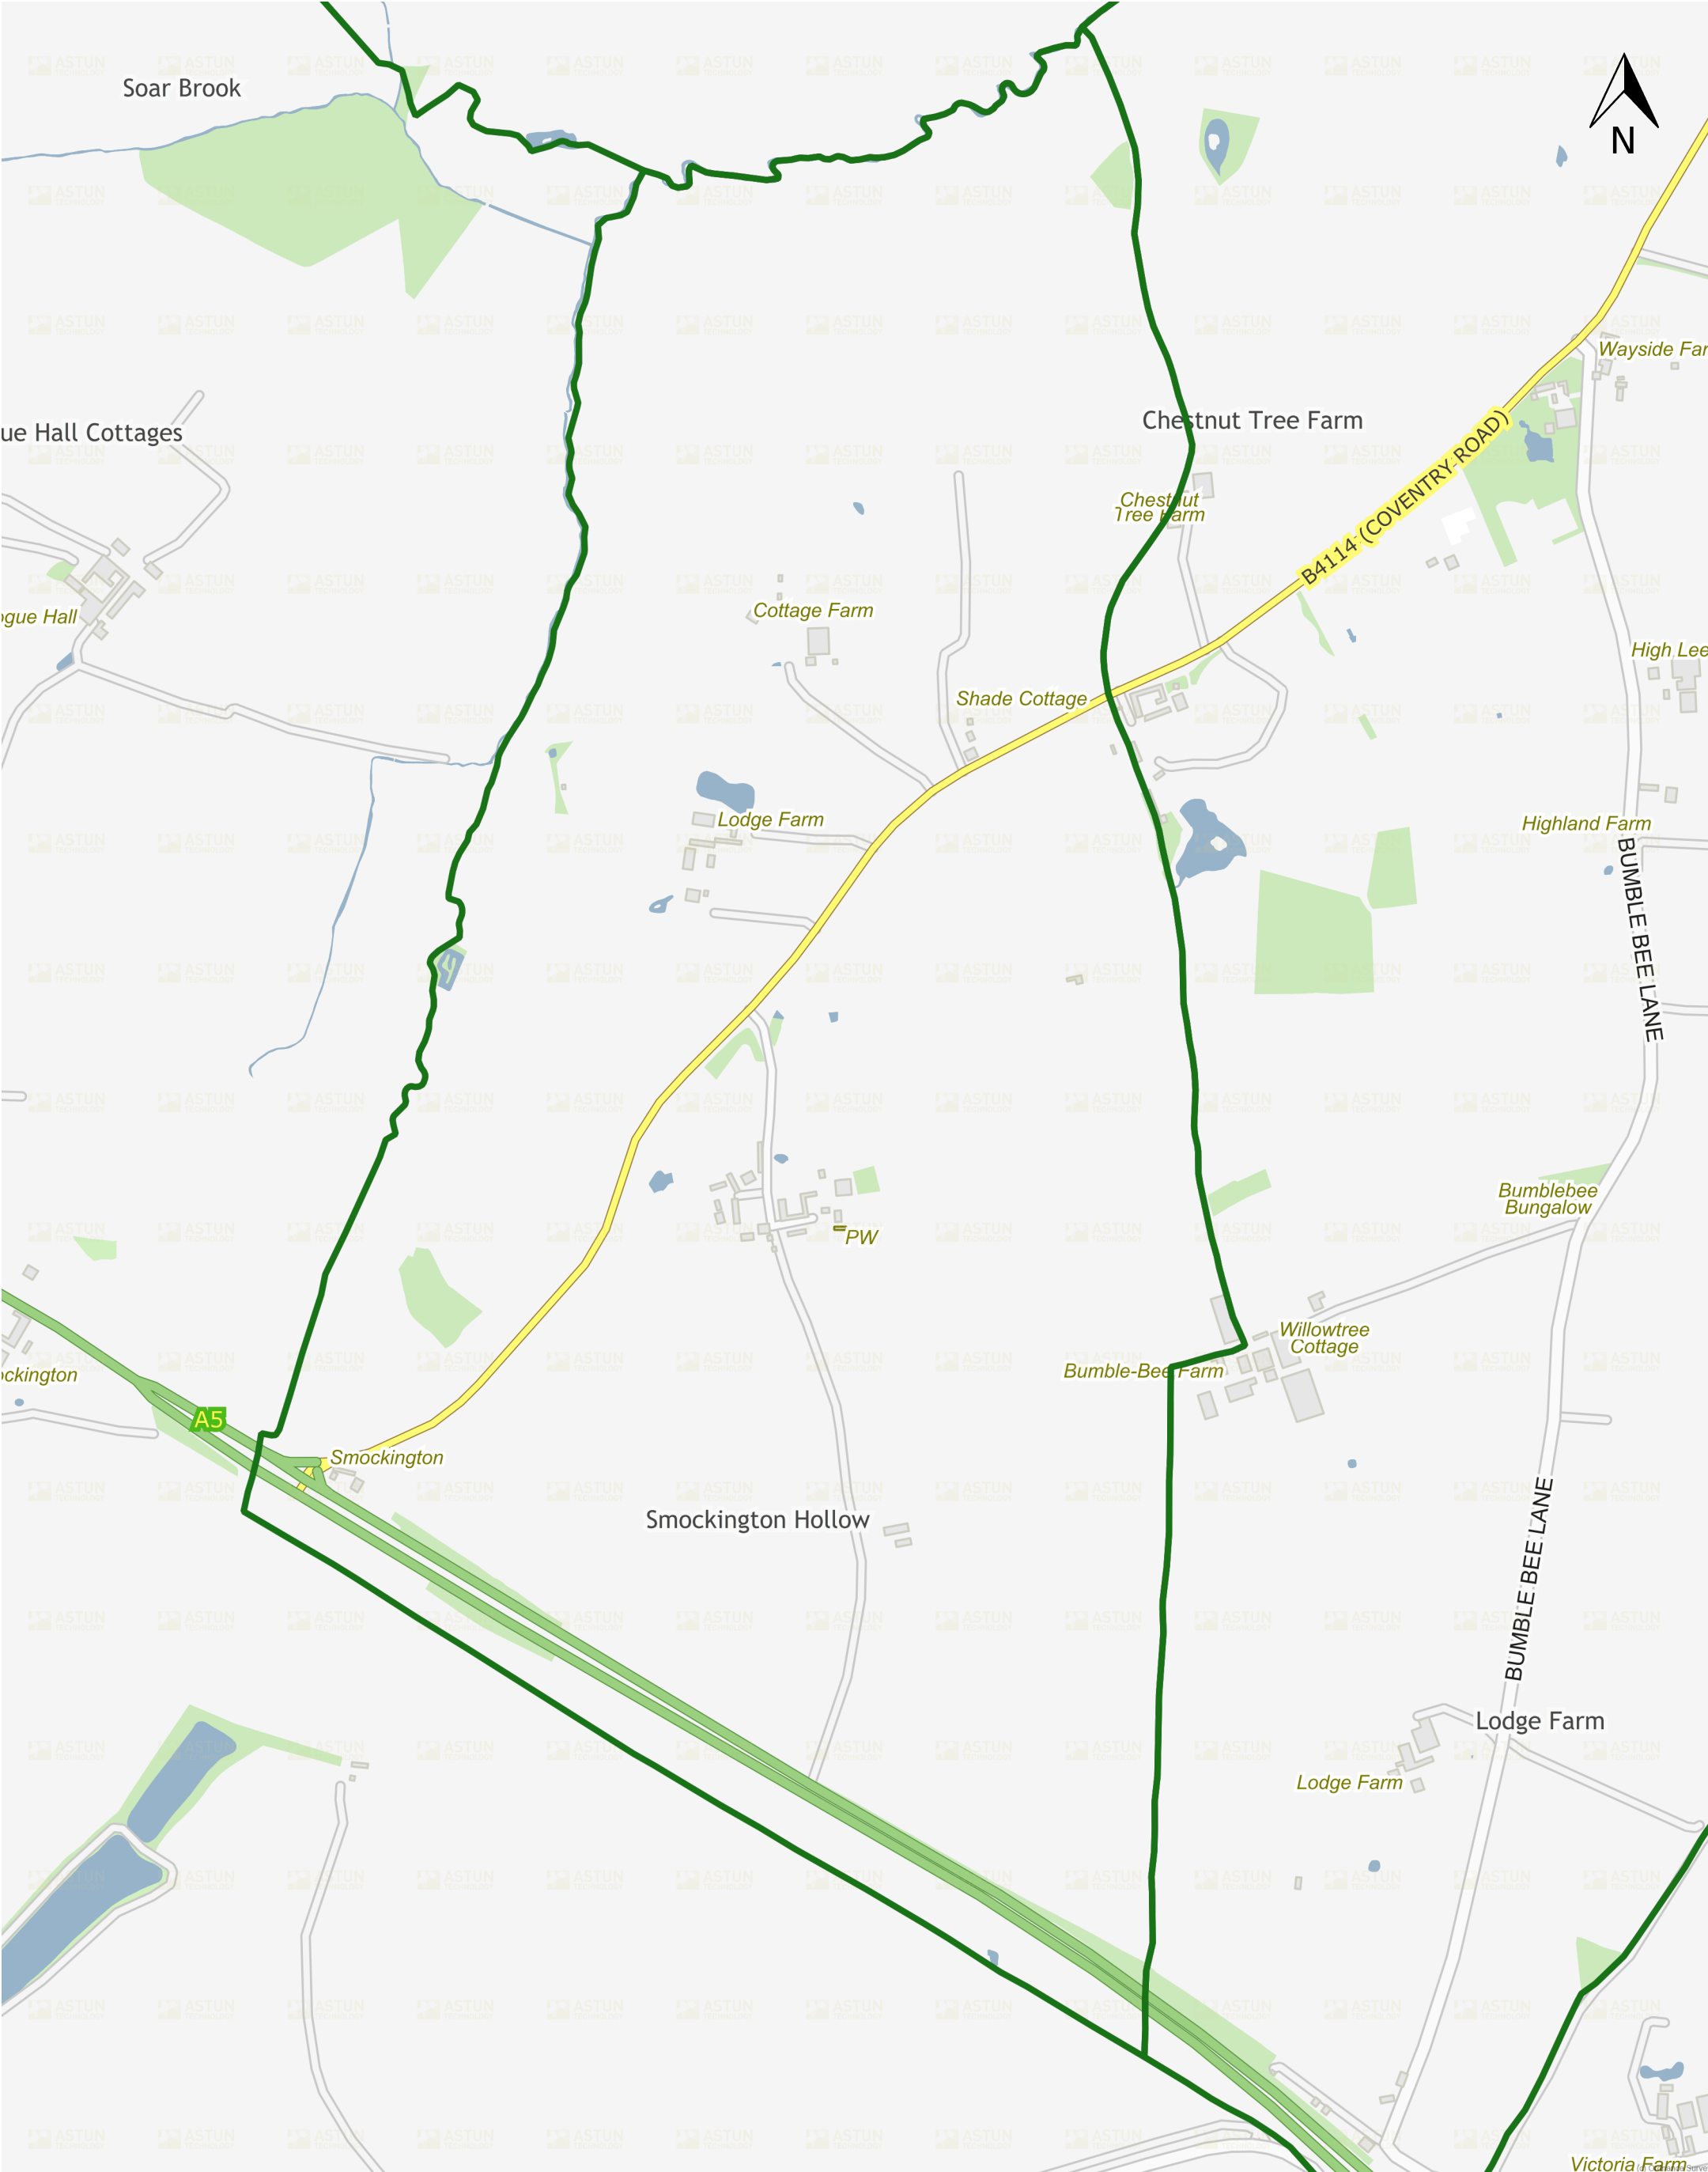 Soar Brook
N
Wayside Far
Chestnut Tree Farm
ue Hall Cottages
B4114 (COVENTRY ROAD)
Chestnut
Tree Farm
Cottage Farm
ogue Hall
High Lee
Shade Cottage
Lodge Farm
Highland Farm
BUMBLE BEE LANE
Bumblebee
Bungalow
PW
Willowtree
Cottage
Bumble-Bee Farm
ockington
A5
Smockington
Smockington Hollow
BUMBLE BEE LANE
Lodge Farm
Lodge Farm
Victoria Farm